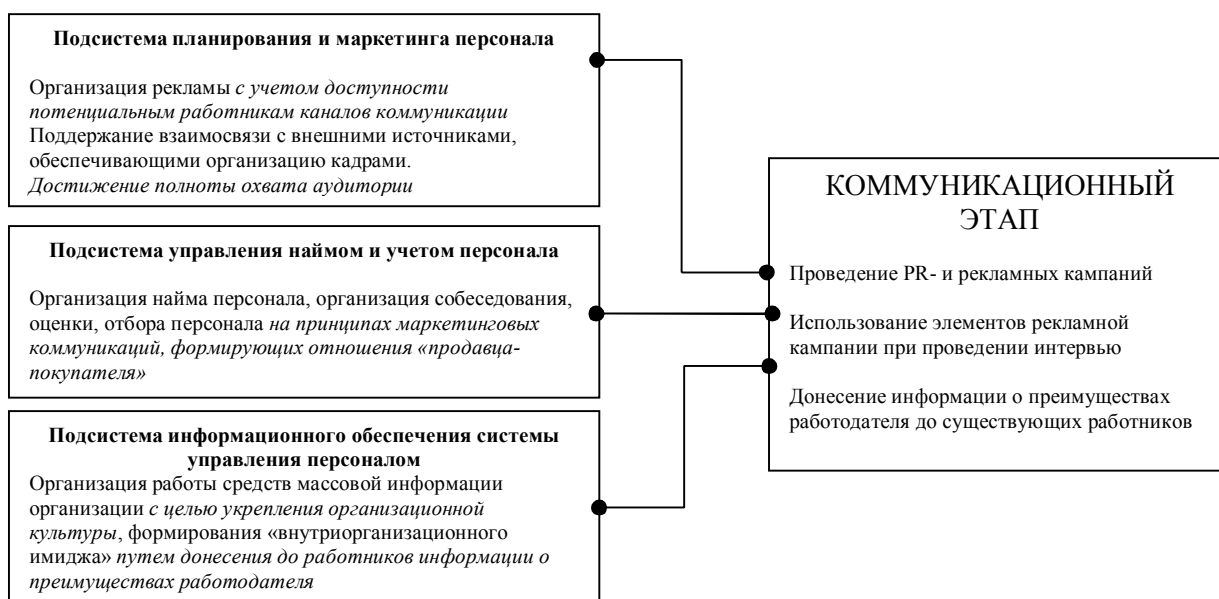 Подсистема планирования и маркетинга персонала
Организация рекламы с учетом доступности
потенциальным работникам каналов коммуникации
Поддержание взаимосвязи с внешними источниками,
обеспечивающими организацию кадрами.
Достижение полноты охвата аудитории
Подсистема управления наймом и учетом персонала
Организация найма персонала, организация собеседования,
оценки, отбора персонала на принципах маркетинговых
коммуникаций, формирующих отношения «продавца-
покупателя»
Подсистема информационного обеспечения системы
управления персоналом
Организация работы средств массовой информации
организации с целью укрепления организационной
культуры, формирования «внутриорганизационного
имиджа» путем донесения до работников информации о
преимуществах работодателя
КОММУНИКАЦИОННЫЙ
ЭТАП
Проведение PR- и рекламных кампаний
Использование элементов рекламной
кампании при проведении интервью
Донесение информации о преимуществах
работодателя до существующих работников